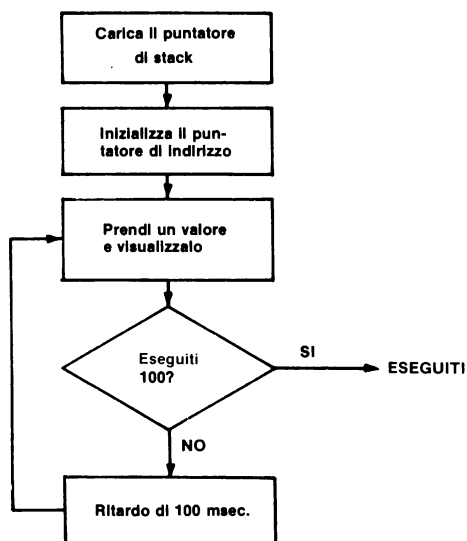 Carica il puntatore
di stack
Inizializza il pun-
tatore di indirizzo
Prendi un valore
e visualizzalo
Eseguiti
100?
SI
ESEGUITI
NO
Ritardo di 100 msec.